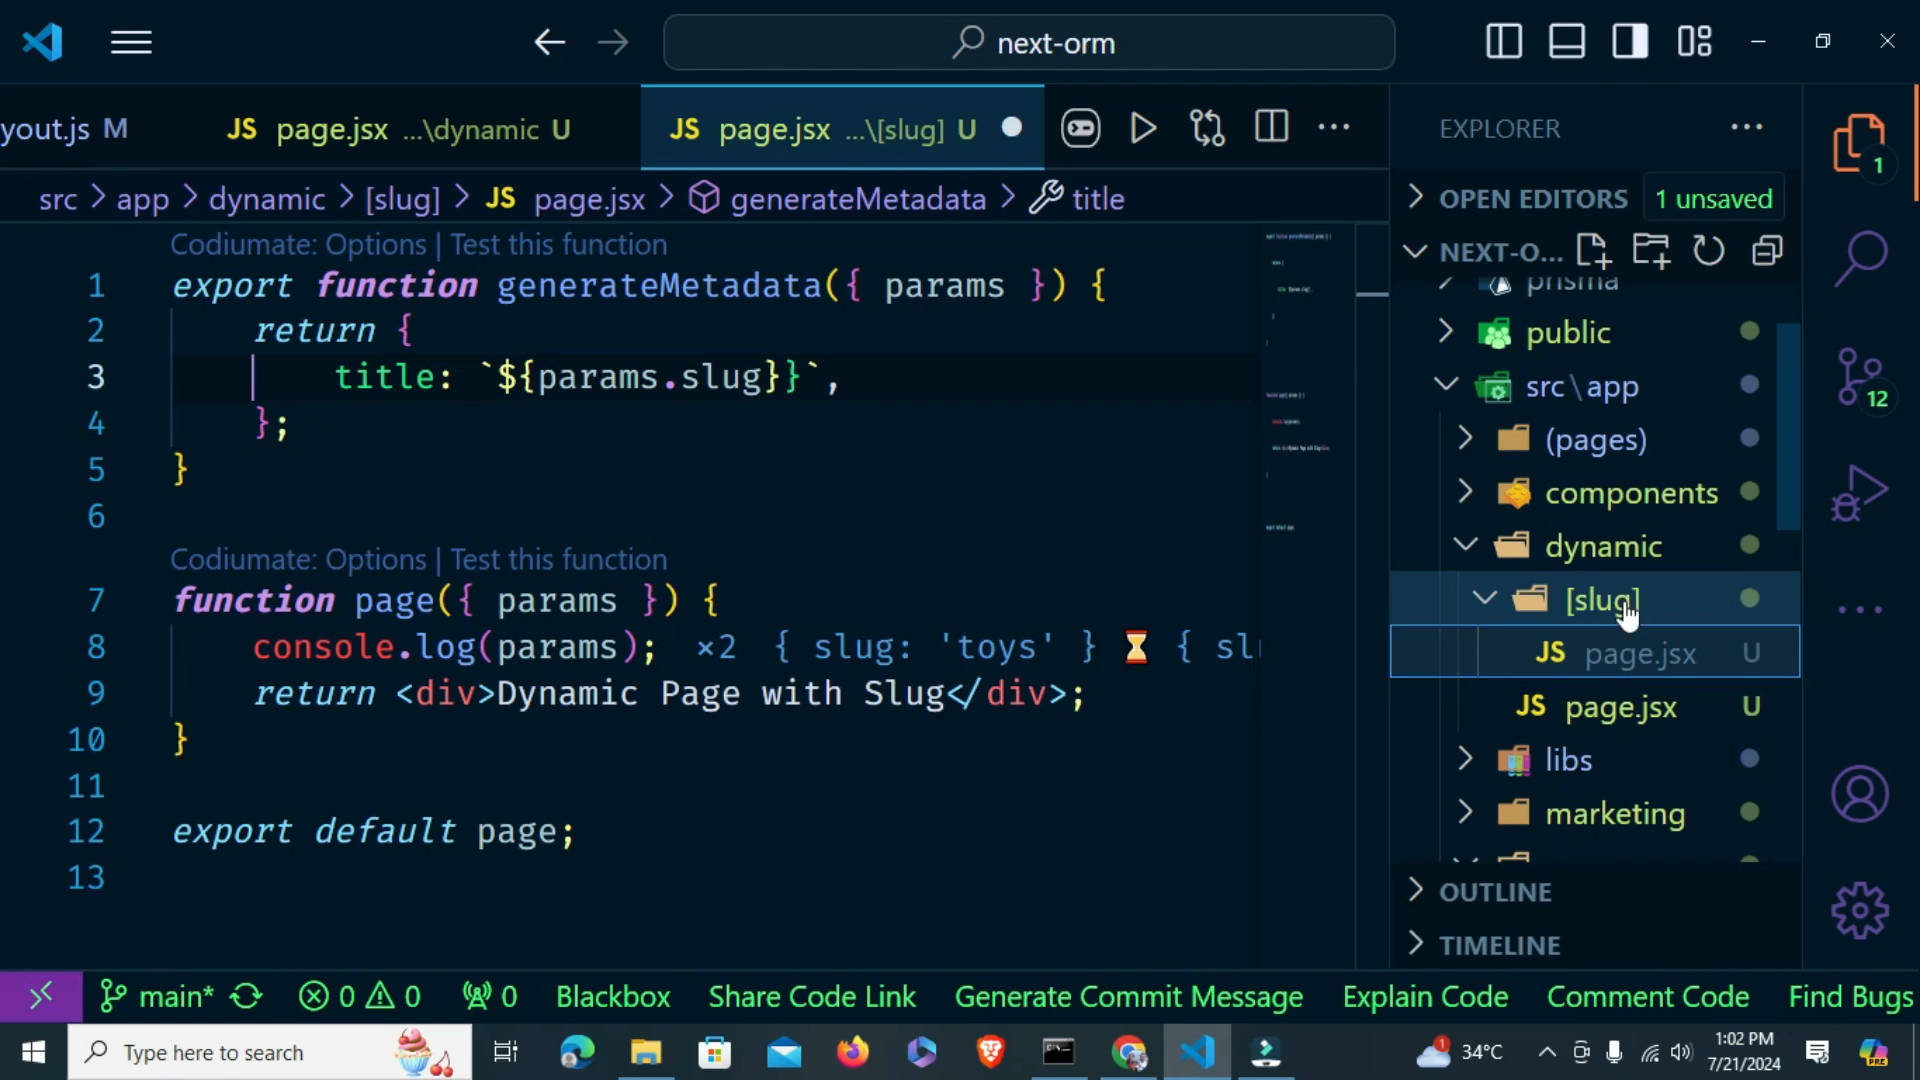 next-orm
yout.js M
JS page.jsx ...\dynamic U
JS page.jsx ...\[slug] U
EXPLORER
1
src > app > dynamic > [slug] > JS page.jsx > generateMetadata > title
OPEN EDITORS
1 unsaved
NEXT-O...
Codiumate: Options | Test this function
1 export function generateMetadata({ params }) {
2 return {
3 title: `${params.slug}}`,
4 };
5 }
6
Codiumate: Options | Test this function
7 function page({ params }) {
8 console.log(params); ×2 { slug: 'toys' } ⌛ { slu
9 return <div>Dynamic Page with Slug</div>;
10 }
11
12 export default page;
13
prisma
public
src\app
(pages)
components
dynamic
[slug]
JS page.jsx U
JS page.jsx U
libs
marketing
OUTLINE
TIMELINE
12
main* 0 0 0 Blackbox Share Code Link Generate Commit Message Explain Code Comment Code Find Bugs
Type here to search
1
34°C
1:02 PM
7/21/2024
PRE